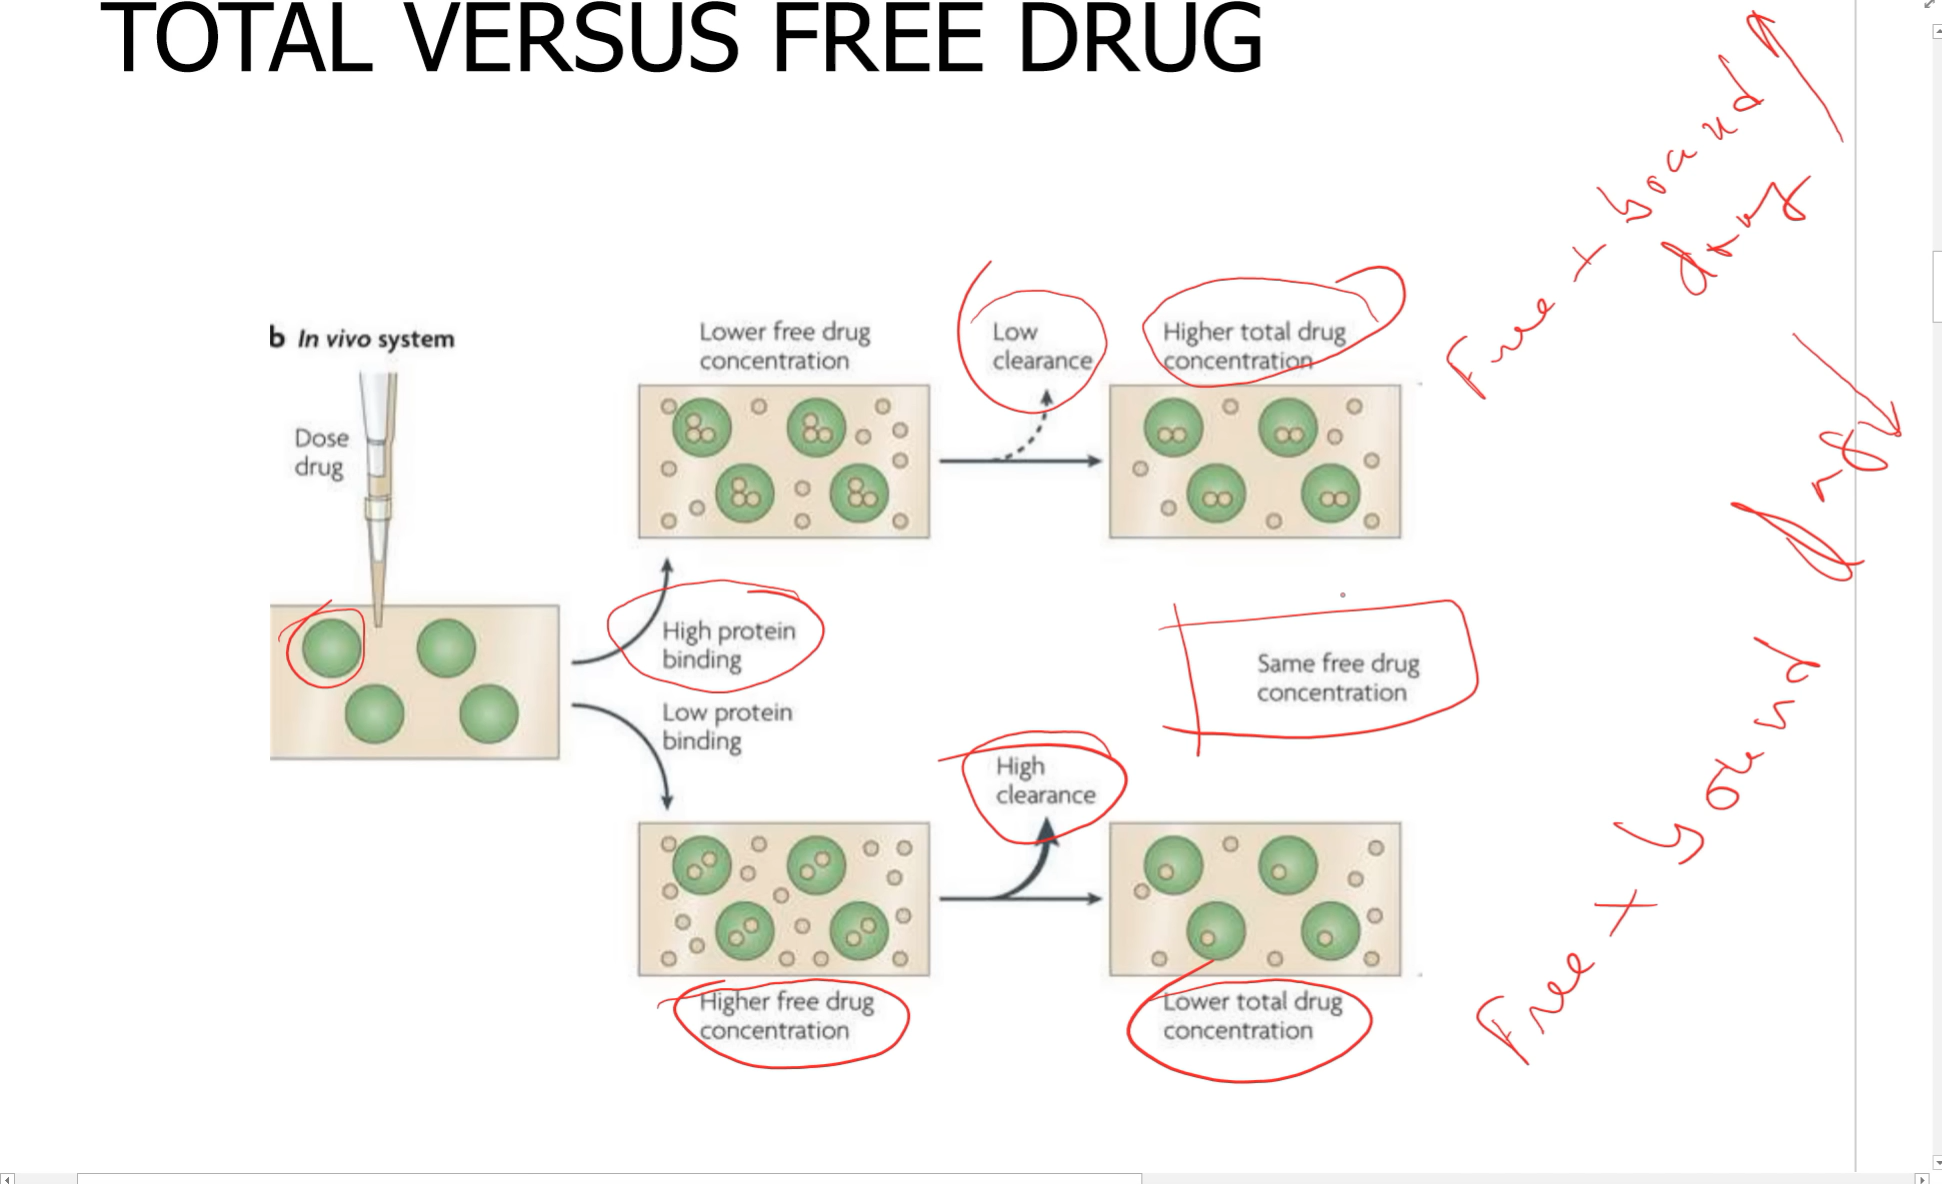 TOTAL VERSUS FREE DRUG
b In vivo system
Dose
drug
Lower free drug
concentration
Low
clearance
Higher total drug
concentration
High protein
binding
Low protein
binding
Same free drug
concentration
High
clearance
Higher free drug
concentration
Lower total drug
concentration
Free + bound
drug
Free + bound
drug